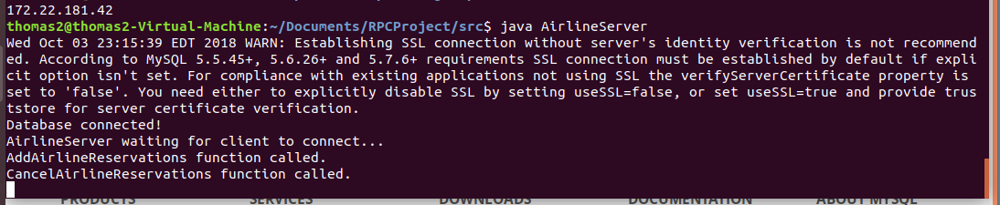 172.22.181.42
thomas2@thomas2-Virtual-Machine:~/Documents/RPCProject/src$ java AirlineServer
Wed Oct 03 23:15:39 EDT 2018 WARN: Establishing SSL connection without server's identity verification is not recommend
ed. According to MySQL 5.5.45+, 5.6.26+ and 5.7.6+ requirements SSL connection must be established by default if expli
cit option isn't set. For compliance with existing applications not using SSL the verifyServerCertificate property is
set to 'false'. You need either to explicitly disable SSL by setting useSSL=false, or set useSSL=true and provide trus
tstore for server certificate verification.
Database connected!
AirlineServer waiting for client to connect...
AddAirlineReservations function called.
CancelAirlineReservations function called.
PRODUCTS SERVICES DOWNLOADS DOCUMENTATION ABOUT MYSQL